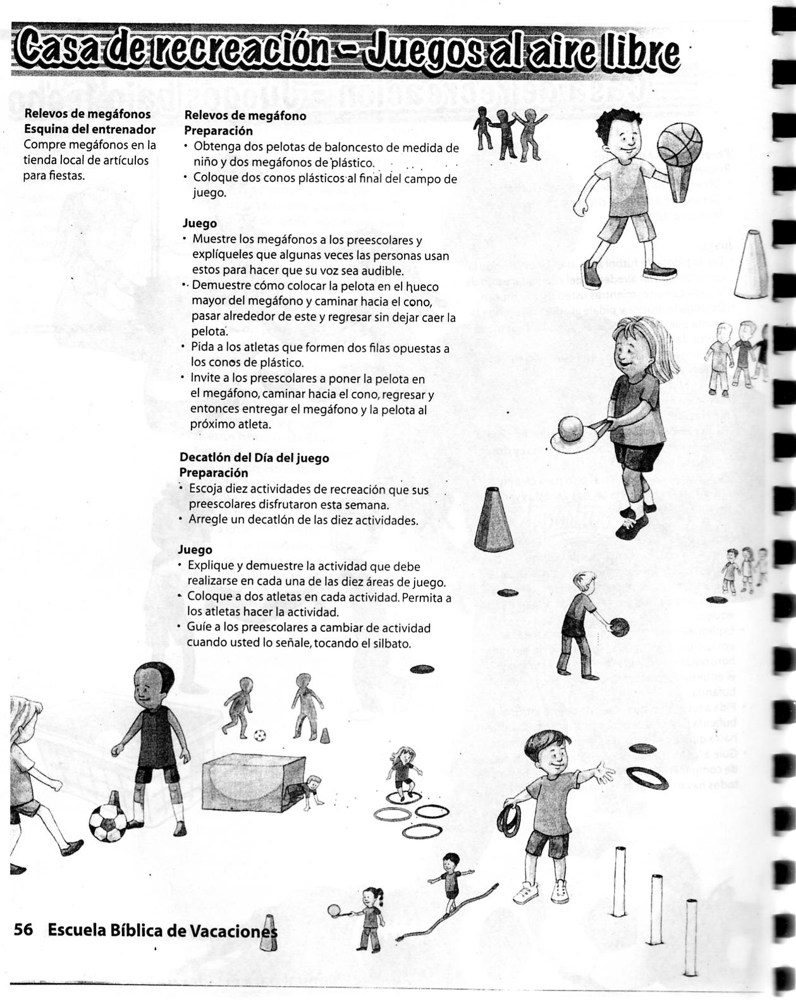 Casa de recreación - Juegos al aire libre
Relevos de megáfonos
Esquina del entrenador
Compre megáfonos en la
tienda local de artículos
para fiestas.
Relevos de megáfono
Preparación
• Obtenga dos pelotas de baloncesto de medida de
niño y dos megáfonos de plástico.
• Coloque dos conos plásticos al final del campo de
juego.
Juego
• Muestre los megáfonos a los preescolares y
explíqueles que algunas veces las personas usan
estos para hacer que su voz sea audible.
• Demuestre cómo colocar la pelota en el hueco
mayor del megáfono y caminar hacia el cono,
pasar alrededor de este y regresar sin dejar caer la
pelota.
• Pida a los atletas que formen dos filas opuestas a
los conos de plástico.
• Invite a los preescolares a poner la pelota en
el megáfono, caminar hacia el cono, regresar y
entonces entregar el megáfono y la pelota al
próximo atleta.
Decatlón del Día del juego
Preparación
• Escoja diez actividades de recreación que sus
preescolares disfrutaron esta semana.
• Arregle un decatlón de las diez actividades.
Juego
• Explique y demuestre la actividad que debe
realizarse en cada una de las diez áreas de juego.
• Coloque a dos atletas en cada actividad. Permita a
los atletas hacer la actividad.
• Guíe a los preescolares a cambiar de actividad
cuando usted lo señale, tocando el silbato.
56 Escuela Bíblica de Vacaciones